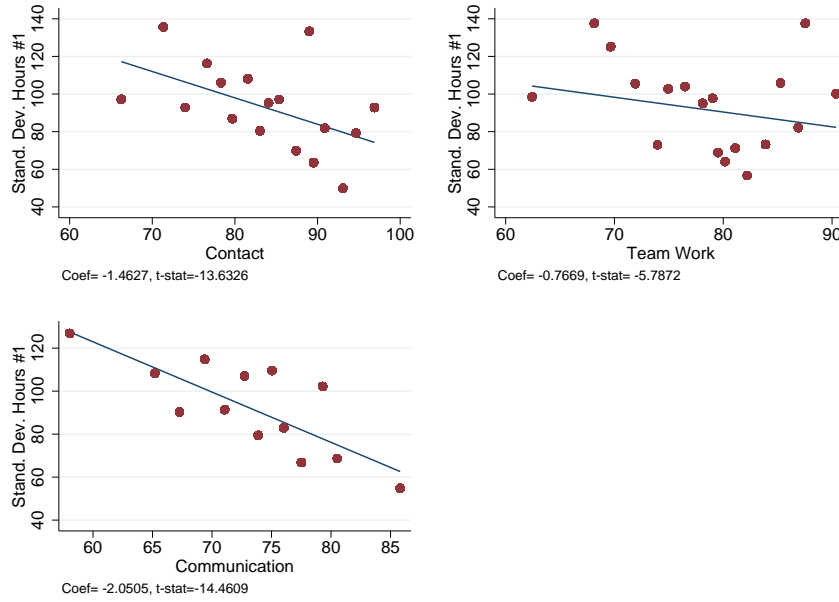 Stand. Dev. Hours #1
140
120
100
80
60
40
60 70 80 90 100
Contact
Coef= -1.4627, t-stat=-13.6326
Stand. Dev. Hours #1
140
120
100
80
60
40
60 70 80 90
Team Work
Coef= -0.7669, t-stat= -5.7872
Stand. Dev. Hours #1
120
100
80
60
40
60 65 70 75 80 85
Communication
Coef= -2.0505, t-stat=-14.4609